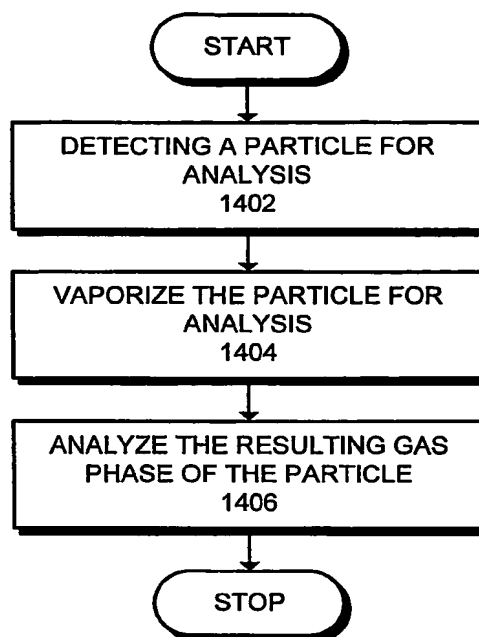 START
DETECTING A PARTICLE FOR
ANALYSIS
1402
VAPORIZE THE PARTICLE FOR
ANALYSIS
1404
ANALYZE THE RESULTING GAS
PHASE OF THE PARTICLE
1406
STOP